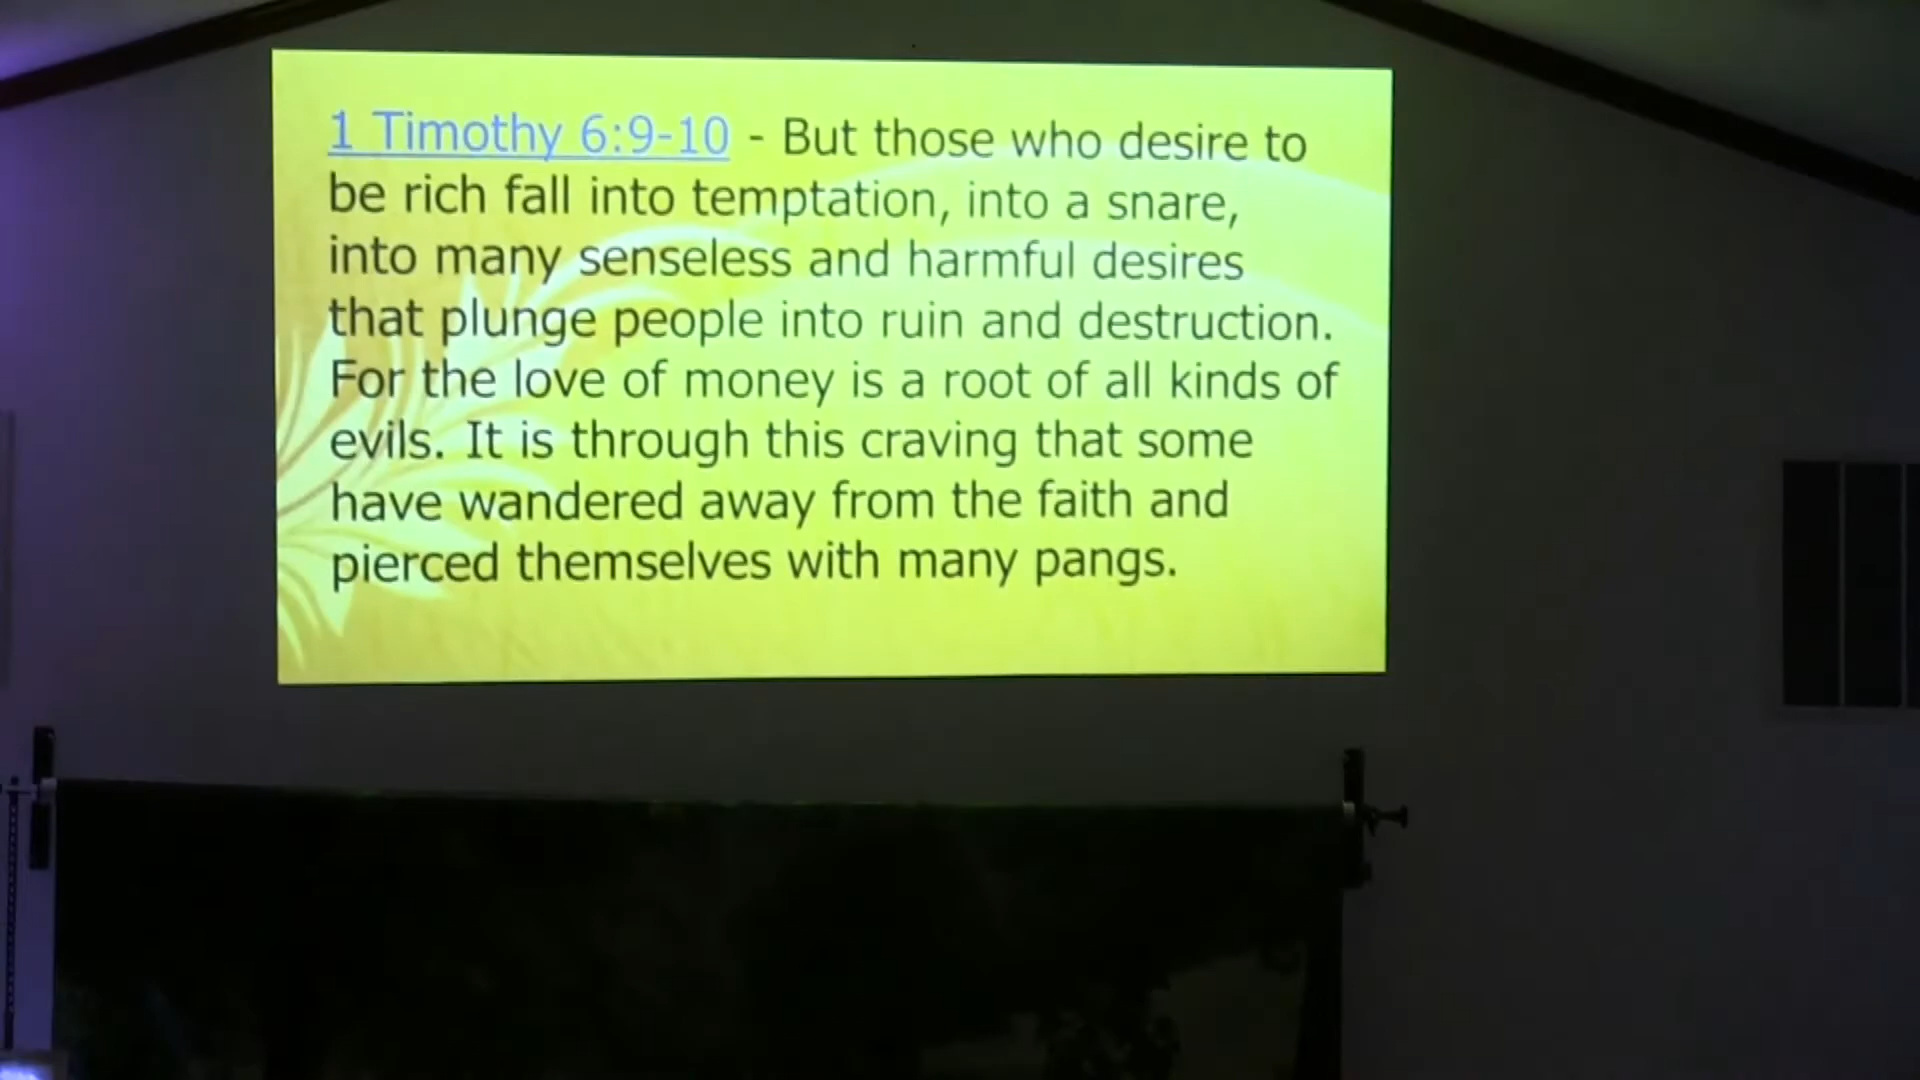 1 Timothy 6:9-10 - But those who desire to
be rich fall into temptation, into a snare,
into many senseless and harmful desires
that plunge people into ruin and destruction.
For the love of money is a root of all kinds of
evils. It is through this craving that some
have wandered away from the faith and
pierced themselves with many pangs.